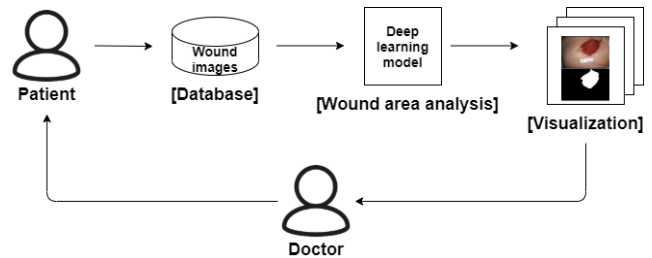 Wound
images
Deep
learning
model
Patient
[Database]
[Wound area analysis]
[Visualization]
Doctor